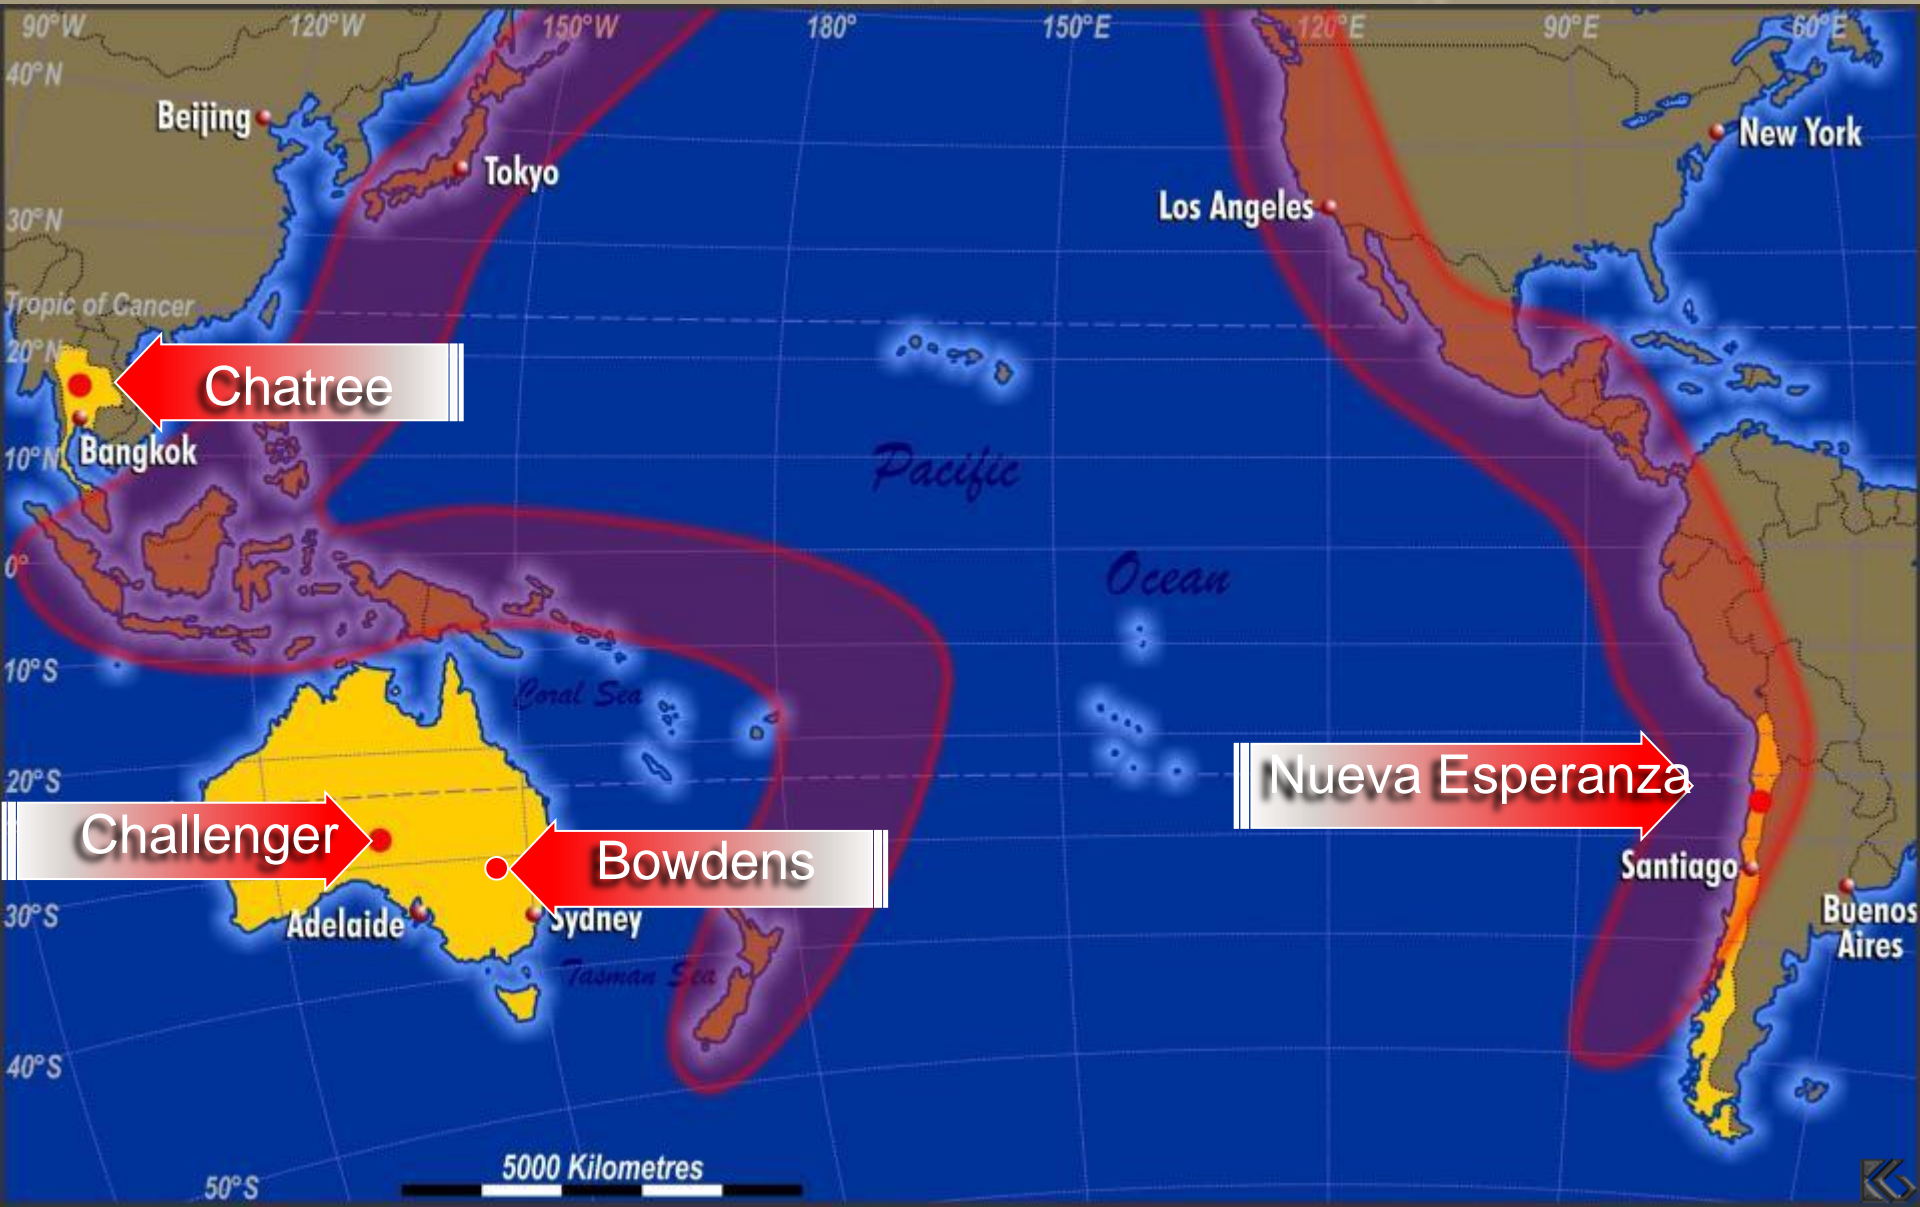 90°W 120°W 150°W 180° 150°E 120°E 90°E 60°E
40°N
Beijing
New York
Tokyo
Los Angeles
30°N
Tropic of Cancer
20°N
Chatree
Bangkok
10°N
Pacific
Ocean
0°
10°S
Coral Sea
20°S
Nueva Esperanza
Challenger
Bowdens
Santiago
30°S
Adelaide
Sydney
Buenos
Aires
Tasman Sea
40°S
5000 Kilometres
50°S